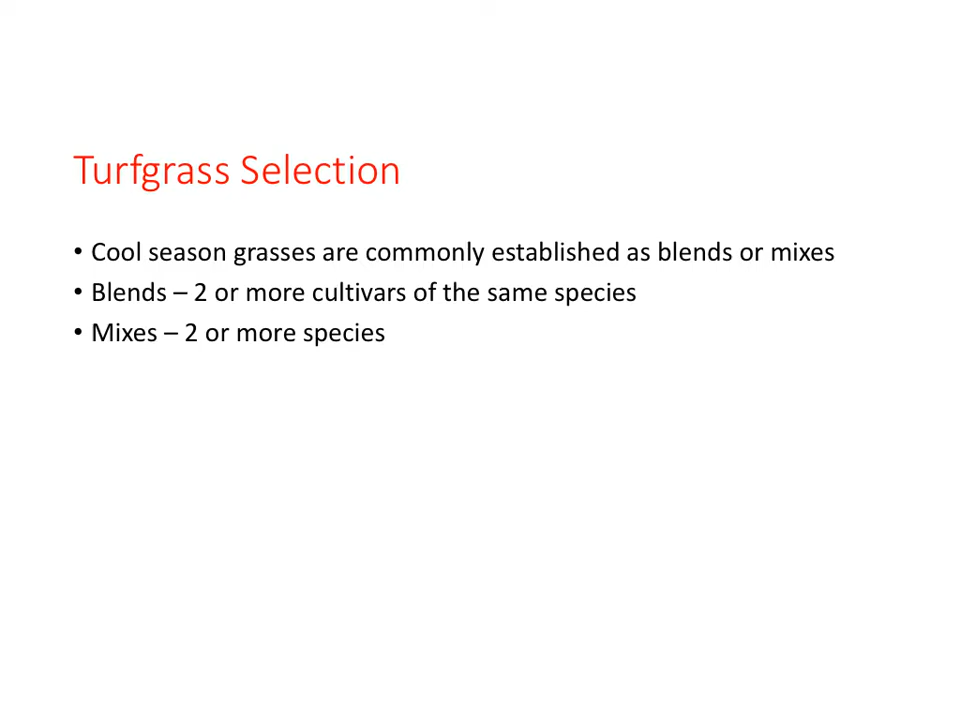 Turfgrass Selection
• Cool season grasses are commonly established as blends or mixes
• Blends – 2 or more cultivars of the same species
• Mixes – 2 or more species